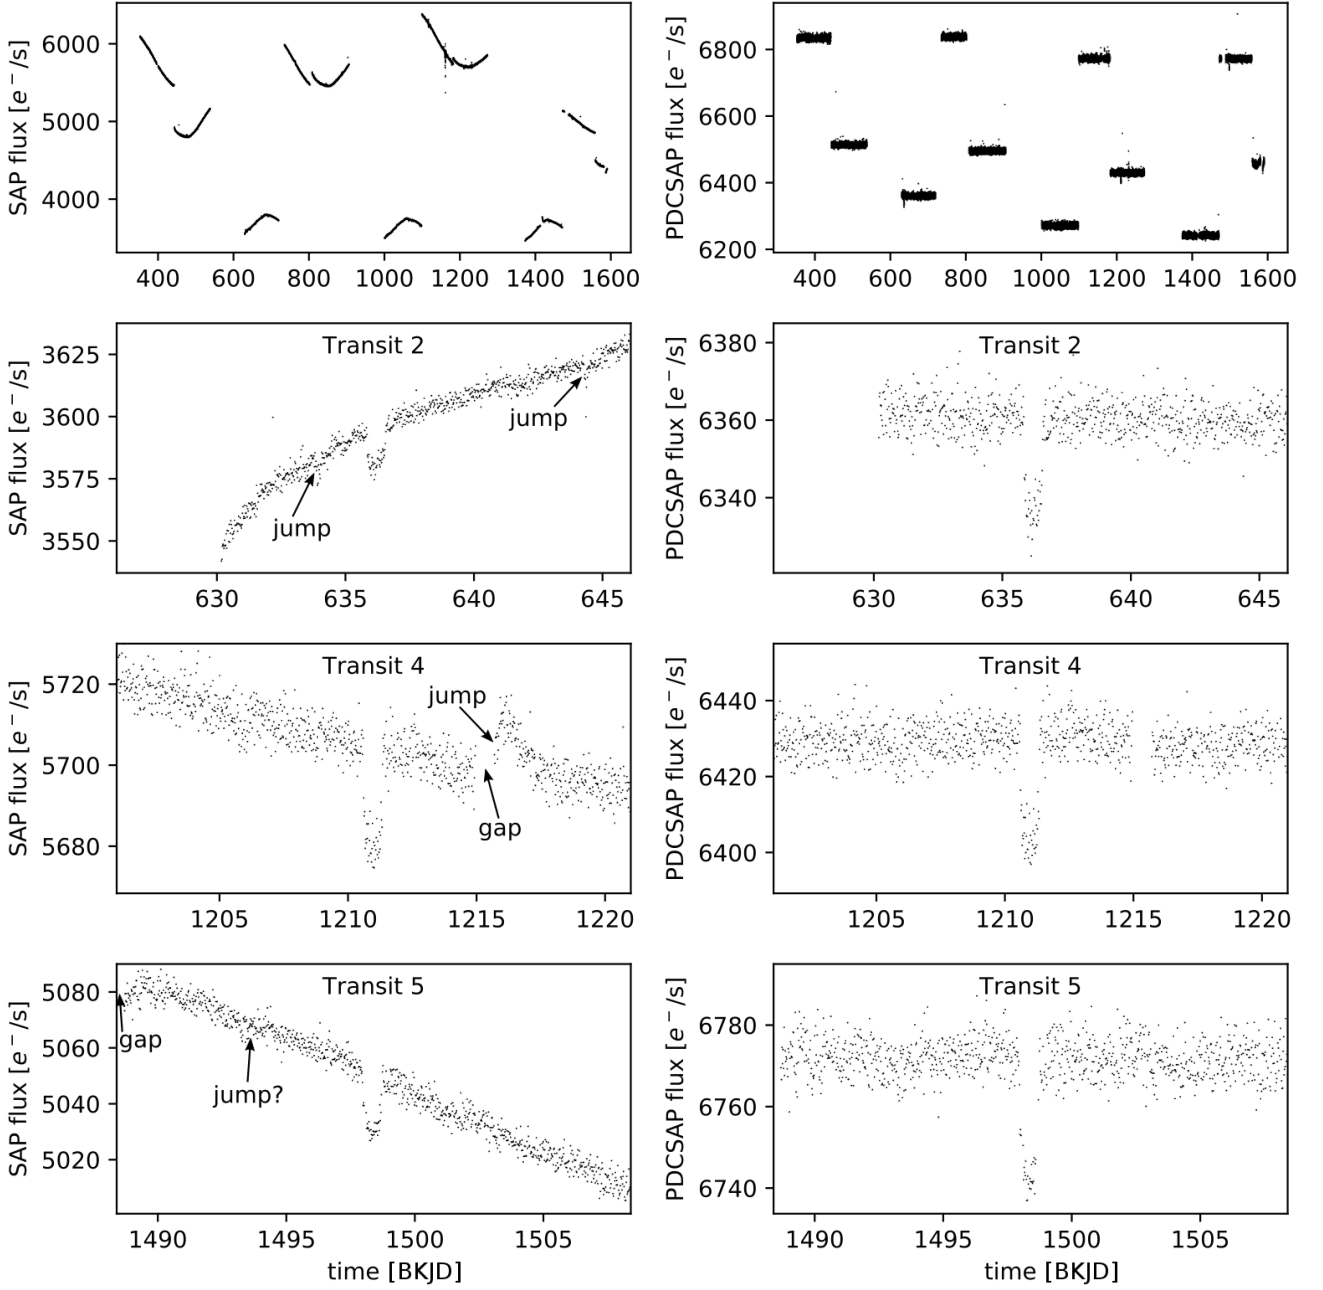 SAP flux [e⁻/s]
6000
5000
4000
400 600 800 1000 1200 1400 1600
PDCSAP flux [e⁻/s]
6800
6600
6400
6200
400 600 800 1000 1200 1400 1600
SAP flux [e⁻/s]
Transit 2
3625
3600
3575
3550
jump
jump
630 635 640 645
PDCSAP flux [e⁻/s]
Transit 2
6380
6360
6340
630 635 640 645
SAP flux [e⁻/s]
Transit 4
5720
5700
5680
jump
gap
1205 1210 1215 1220
PDCSAP flux [e⁻/s]
Transit 4
6440
6420
6400
1205 1210 1215 1220
SAP flux [e⁻/s]
Transit 5
5080
5060
5040
5020
gap
jump?
1490 1495 1500 1505
time [BKJD]
PDCSAP flux [e⁻/s]
Transit 5
6780
6760
6740
1490 1495 1500 1505
time [BKJD]